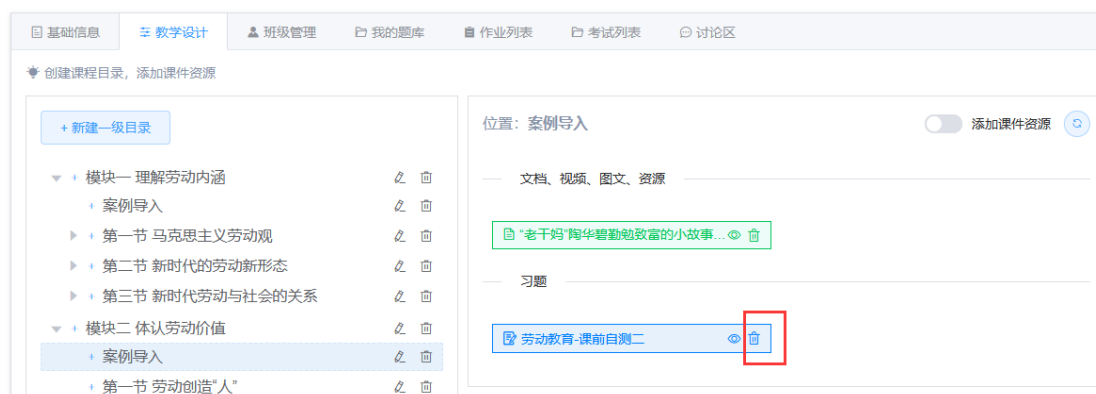 基础信息 教学设计 班级管理 我的题库 作业列表 考试列表 讨论区
创建课程目录，添加课件资源
+ 新建一级目录
模块一 理解劳动内涵
案例导入
第一节 马克思主义劳动观
第二节 新时代的劳动新形态
第三节 新时代劳动与社会的关系
模块二 体认劳动价值
案例导入
第一节 劳动创造“人”
位置：案例导入 添加课件资源
文档、视频、图文、资源
“老干妈”陶华碧勤勉致富的小故事...
习题
劳动教育-课前自测二